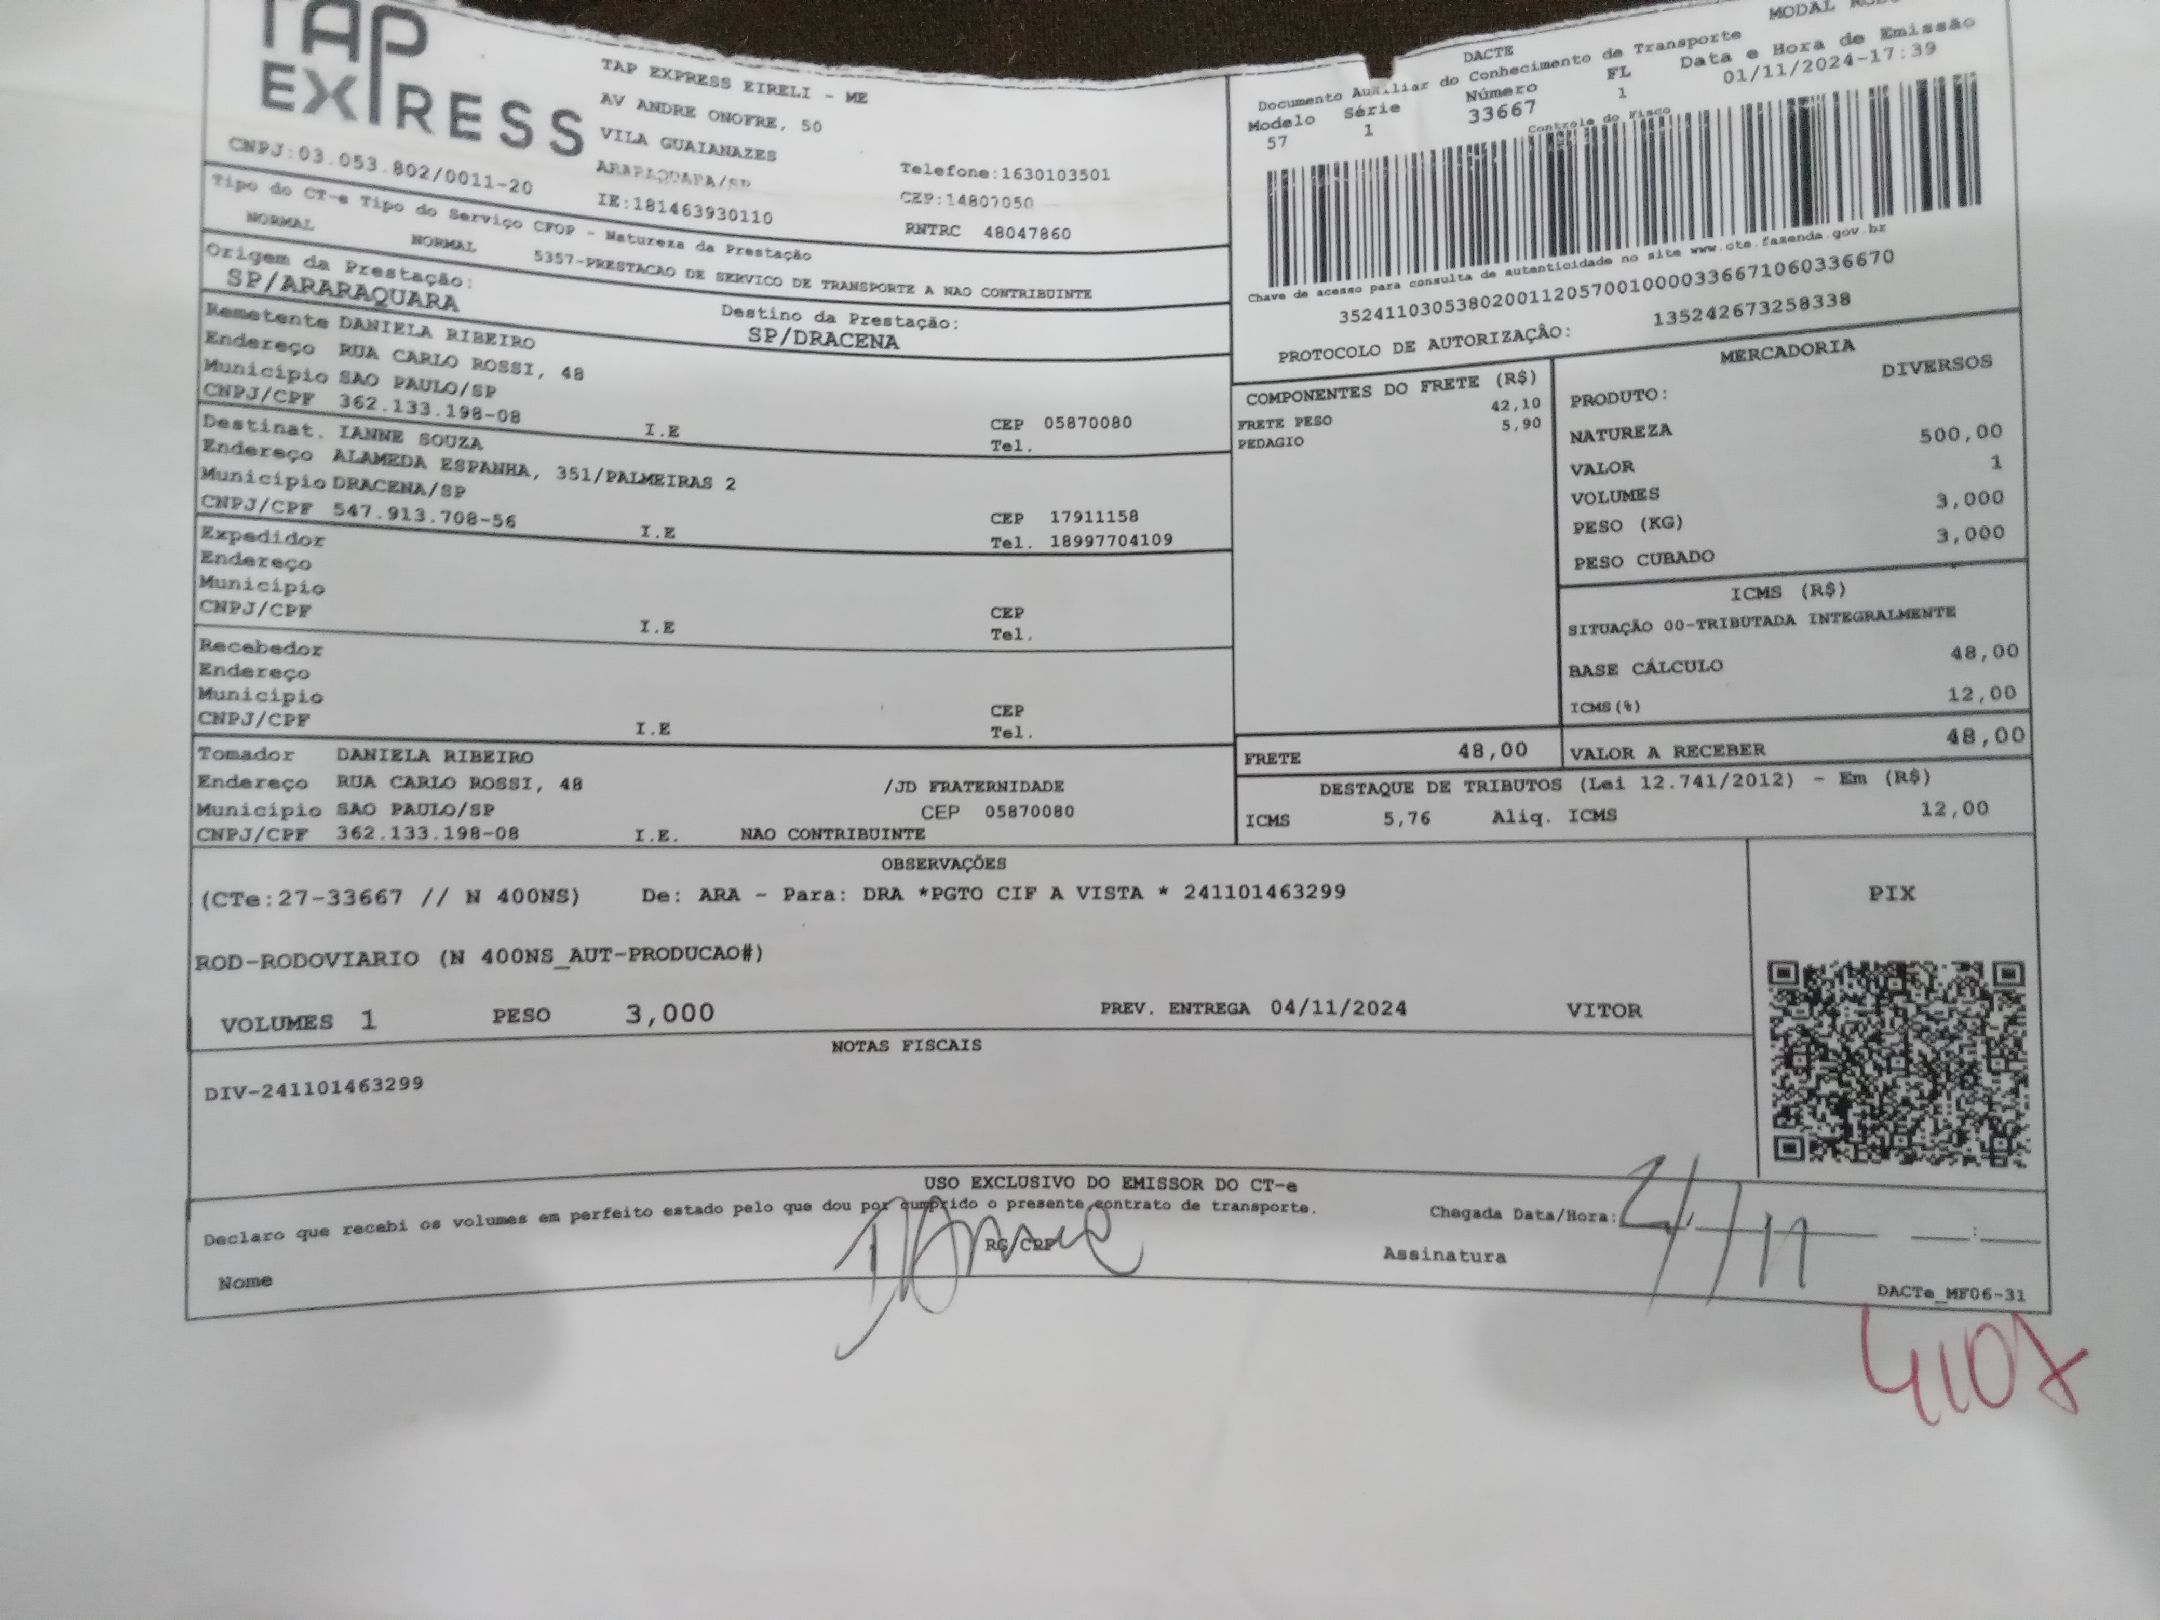 TAP
EXPRESS
CNPJ:03.053.802/0011-20
TAP EXPRESS EIRELI - ME
AV ANDRE ONOFRE, 50
VILA GUAIANAZES
ARARAQUARA/SP
IE:181463930110
Telefone:1630103501
CEP:14807050
RNTRC 48047860
MODAL
DACTE
Documento Auxiliar do Conhecimento de Transporte
Modelo Série Número FL Data e Hora de Emissão
57 1 33667 1 01/11/2024-17:39
Controle do Fisco
Chave de acesso para consulta de autenticidade no site www.cte.fazenda.gov.br
35241103053802001120570010000336671060336670
PROTOCOLO DE AUTORIZAÇÃO: 135242673258338
Tipo do CT-e Tipo do Serviço CFOP - Natureza da Prestação
NORMAL NORMAL 5357-PRESTACAO DE SERVICO DE TRANSPORTE A NAO CONTRIBUINTE
Origem da Prestação: Destino da Prestação:
SP/ARARAQUARA SP/DRACENA
Remetente DANIELA RIBEIRO
Endereço RUA CARLO ROSSI, 48
Município SAO PAULO/SP CEP 05870080
CNPJ/CPF 362.133.198-08 I.E Tel.
Destinat. IANNE SOUZA
Endereço ALAMEDA ESPANHA, 351/PALMEIRAS 2
Município DRACENA/SP CEP 17911158
CNPJ/CPF 547.913.708-56 I.E Tel. 18997704109
Expedidor
Endereço
Município CEP
CNPJ/CPF I.E Tel.
Recebedor
Endereço
Município CEP
CNPJ/CPF I.E Tel.
Tomador DANIELA RIBEIRO
Endereço RUA CARLO ROSSI, 48 /JD FRATERNIDADE
Município SAO PAULO/SP CEP 05870080
CNPJ/CPF 362.133.198-08 I.E. NAO CONTRIBUINTE
COMPONENTES DO FRETE (R$)
FRETE PESO 42,10
PEDAGIO 5,90
MERCADORIA
PRODUTO: DIVERSOS
NATUREZA
VALOR 500,00
VOLUMES 1
PESO (KG) 3,000
PESO CUBADO 3,000
ICMS (R$)
SITUAÇÃO 00-TRIBUTADA INTEGRALMENTE
BASE CÁLCULO 48,00
ICMS(%) 12,00
FRETE 48,00 VALOR A RECEBER 48,00
DESTAQUE DE TRIBUTOS (Lei 12.741/2012) - Em (R$)
ICMS 5,76 Aliq. ICMS 12,00
OBSERVAÇÕES
(CTe:27-33667 // N 400NS) De: ARA - Para: DRA *PGTO CIF A VISTA * 241101463299
ROD-RODOVIARIO (N 400NS_AUT-PRODUCAO#)
VOLUMES 1 PESO 3,000 PREV. ENTREGA 04/11/2024 VITOR
PIX
NOTAS FISCAIS
DIV-241101463299
USO EXCLUSIVO DO EMISSOR DO CT-e
Declaro que recebi os volumes em perfeito estado pelo que dou por cumprido o presente contrato de transporte.
Chegada Data/Hora: 4/11 :
Nome RG/CPF Assinatura
DACTe_MF06-31